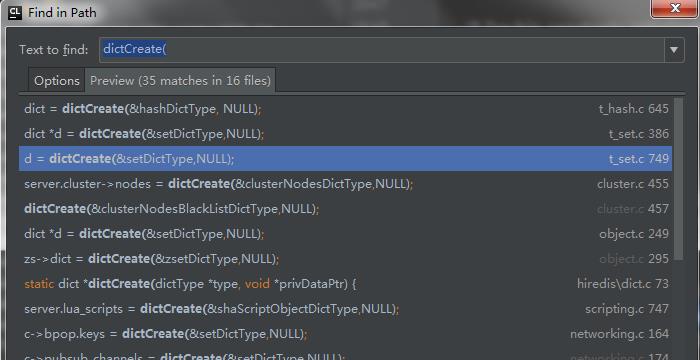 CL Find in Path
Text to find: dictCreate(
Options Preview (35 matches in 16 files)
dict = dictCreate(&hashDictType, NULL); t_hash.c 645
dict *d = dictCreate(&setDictType,NULL); t_set.c 386
d = dictCreate(&setDictType,NULL); t_set.c 749
server.cluster->nodes = dictCreate(&clusterNodesDictType,NULL); cluster.c 455
dictCreate(&clusterNodesBlackListDictType,NULL); cluster.c 457
dict *d = dictCreate(&setDictType,NULL); object.c 249
zs->dict = dictCreate(&zsetDictType,NULL); object.c 295
static dict *dictCreate(dictType *type, void *privDataPtr) { hiredis\dict.c 73
server.lua_scripts = dictCreate(&shaScriptObjectDictType,NULL); scripting.c 747
c->bpop.keys = dictCreate(&setDictType,NULL); networking.c 164
c->pubsub_channels = dictCreate(&setDictType,NULL); networking.c 174